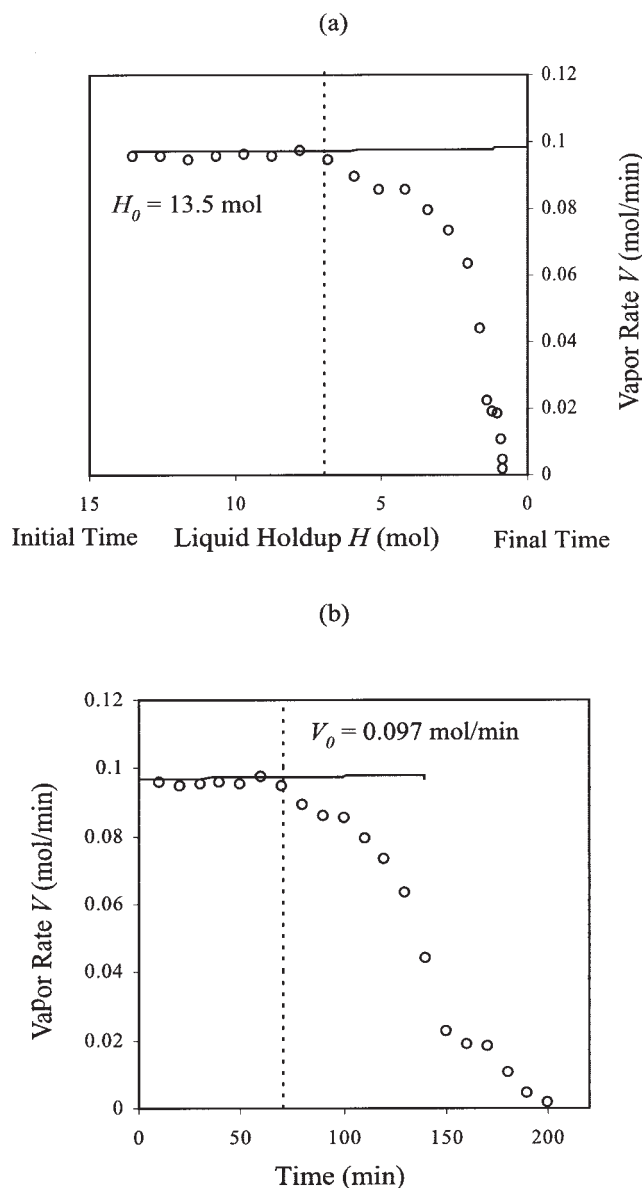 (a)
0.12
0.1
0.08
0.06
0.04
0.02
0
Vapor Rate V (mol/min)
H0 = 13.5 mol
15 10 5 0
Initial Time Liquid Holdup H (mol) Final Time
(b)
0.12
0.1
0.08
0.06
0.04
0.02
0
VaPor Rate V (mol/min)
V0 = 0.097 mol/min
0 50 100 150 200
Time (min)